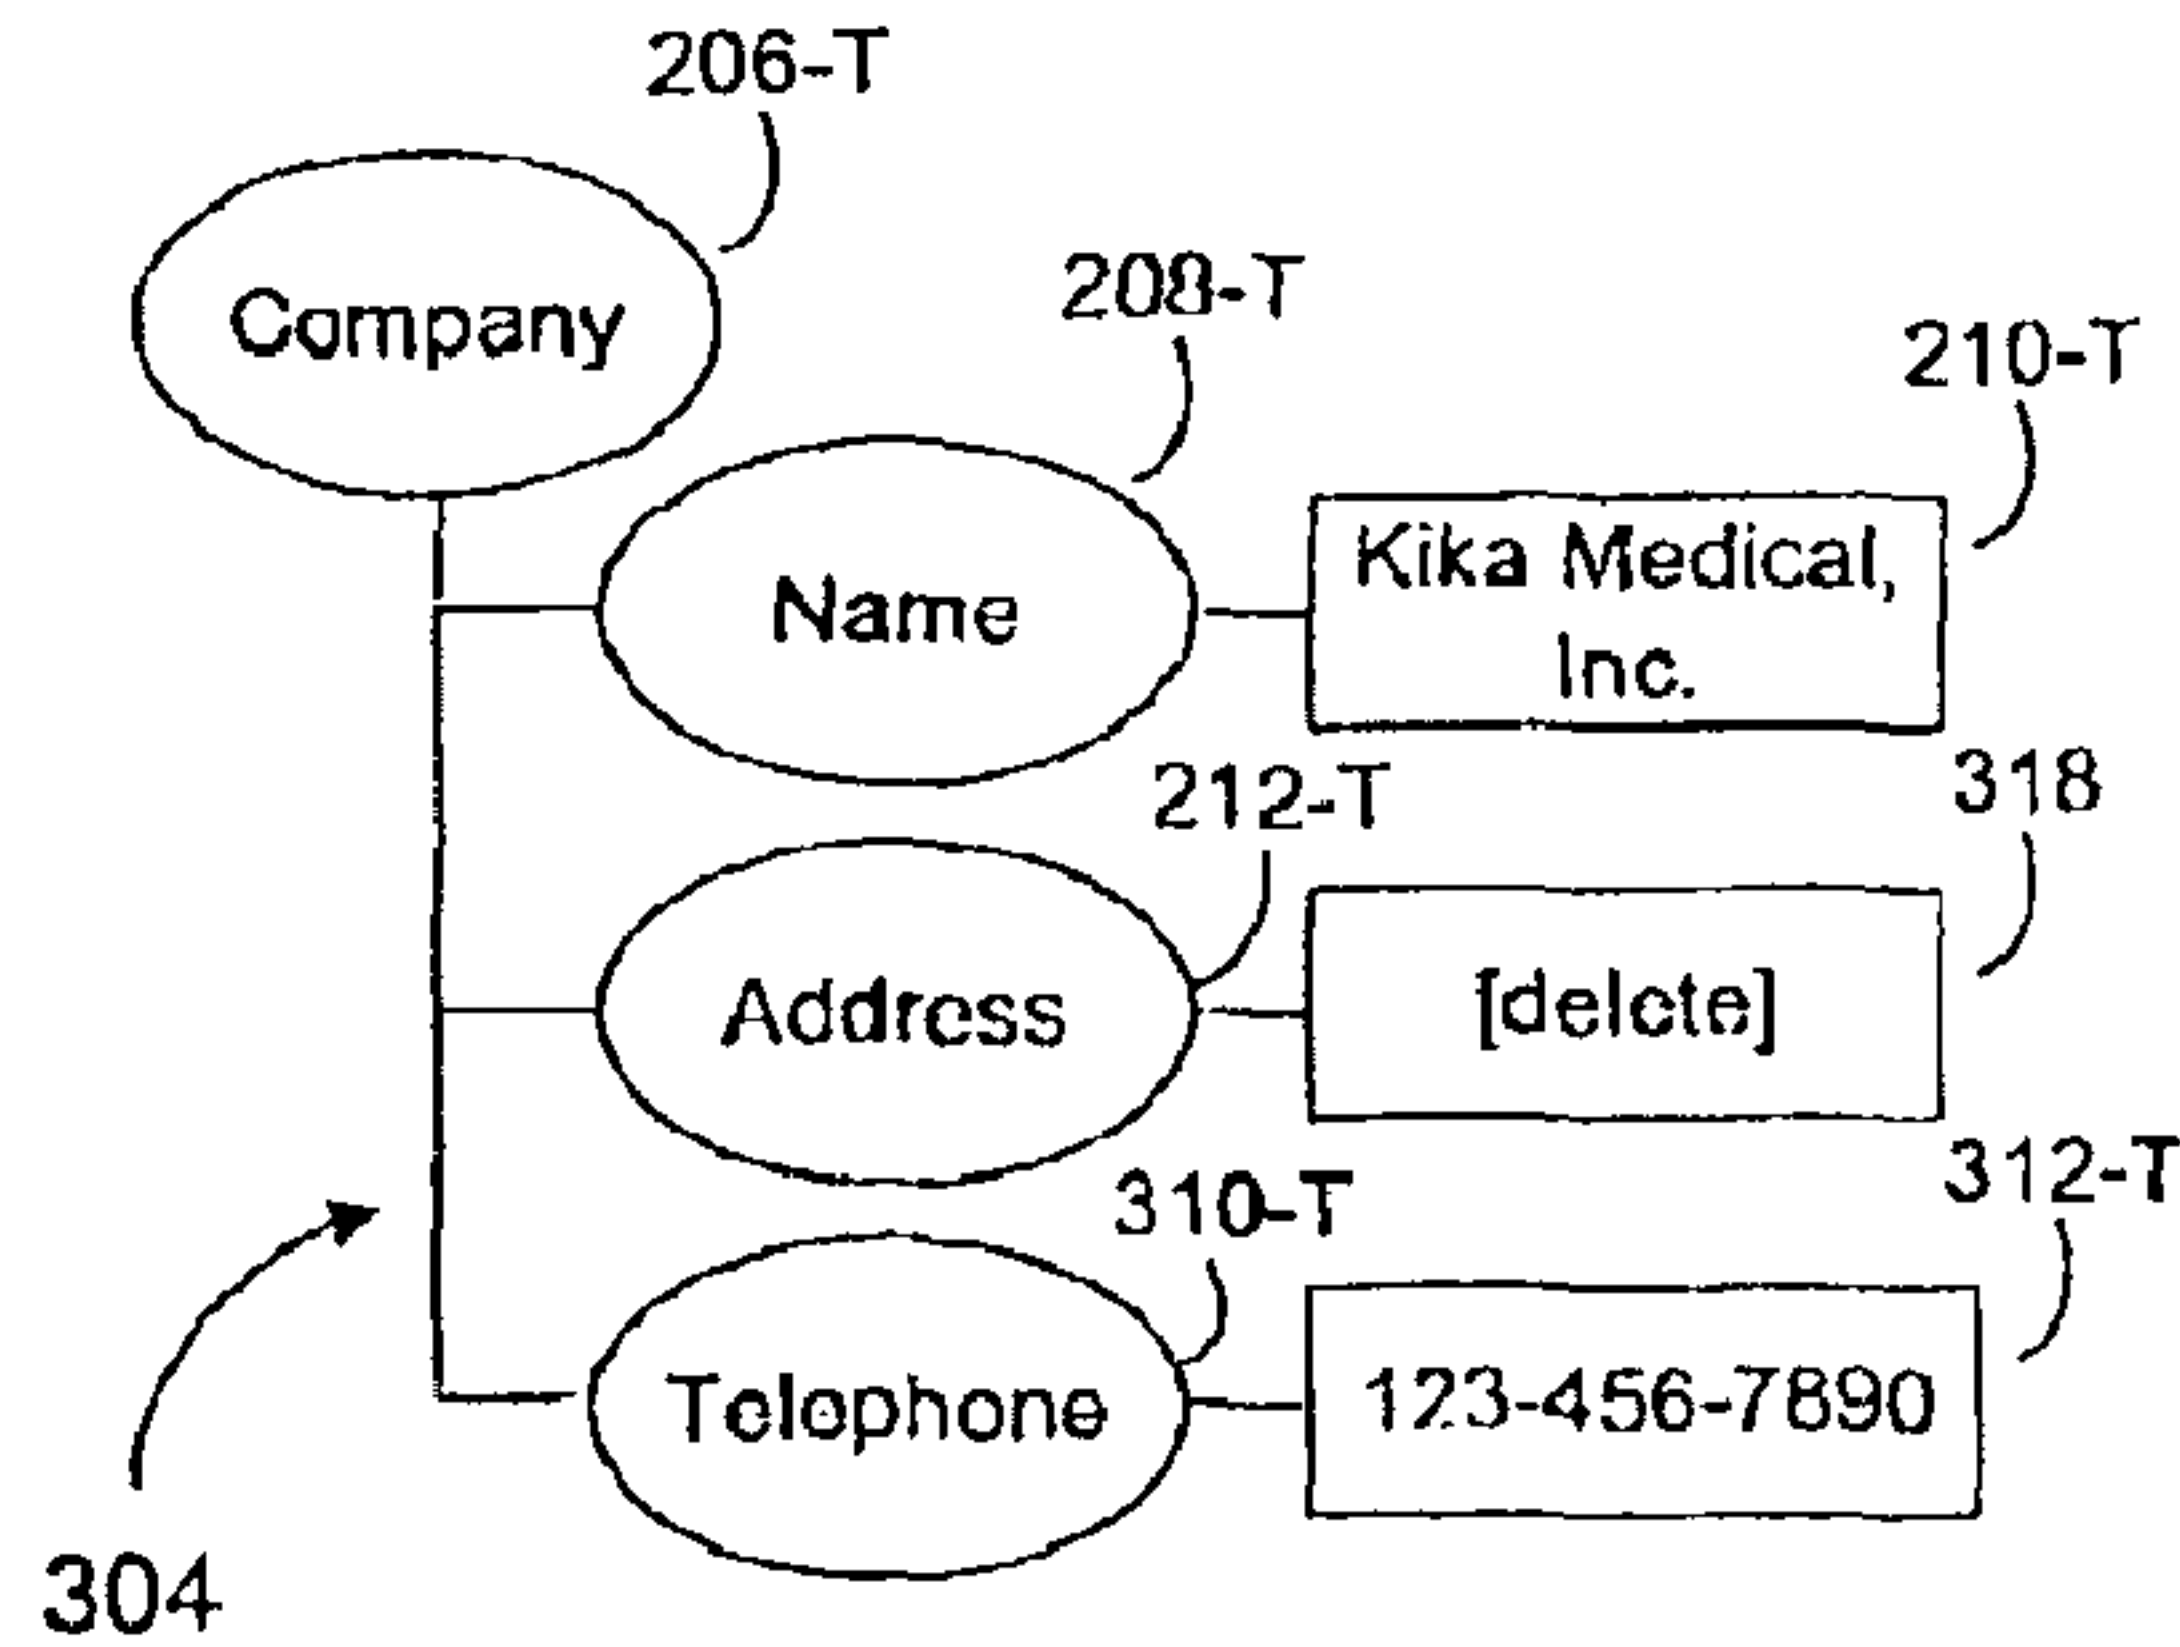 206-T
Company
208-T
210-T
Name
Kika Medical,
Inc.
212-T
318
Address
[delete]
310-T
312-T
Telephone
123-456-7890
304